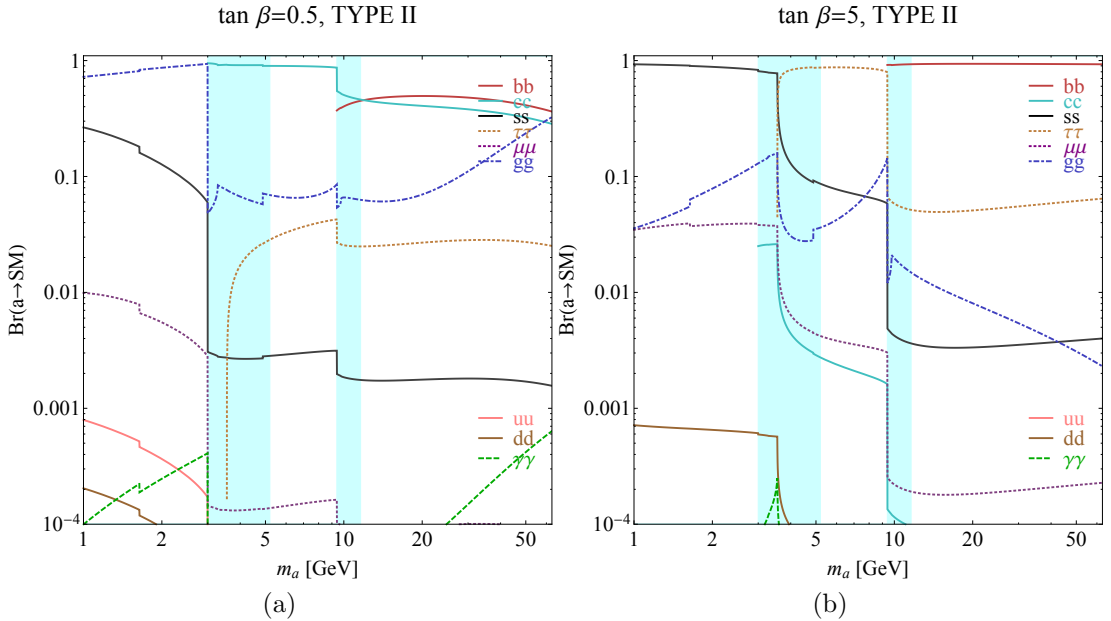 tan β=0.5, TYPE II
1
0.1
0.01
0.001
10⁻⁴
Br(a→SM)
bb
cc
ss
ττ
μμ
gg
uu
dd
γγ
1 2 5 10 20 50
mₐ [GeV]
(a)
tan β=5, TYPE II
1
0.1
0.01
0.001
10⁻⁴
Br(a→SM)
bb
cc
ss
ττ
μμ
gg
uu
dd
γγ
1 2 5 10 20 50
mₐ [GeV]
(b)